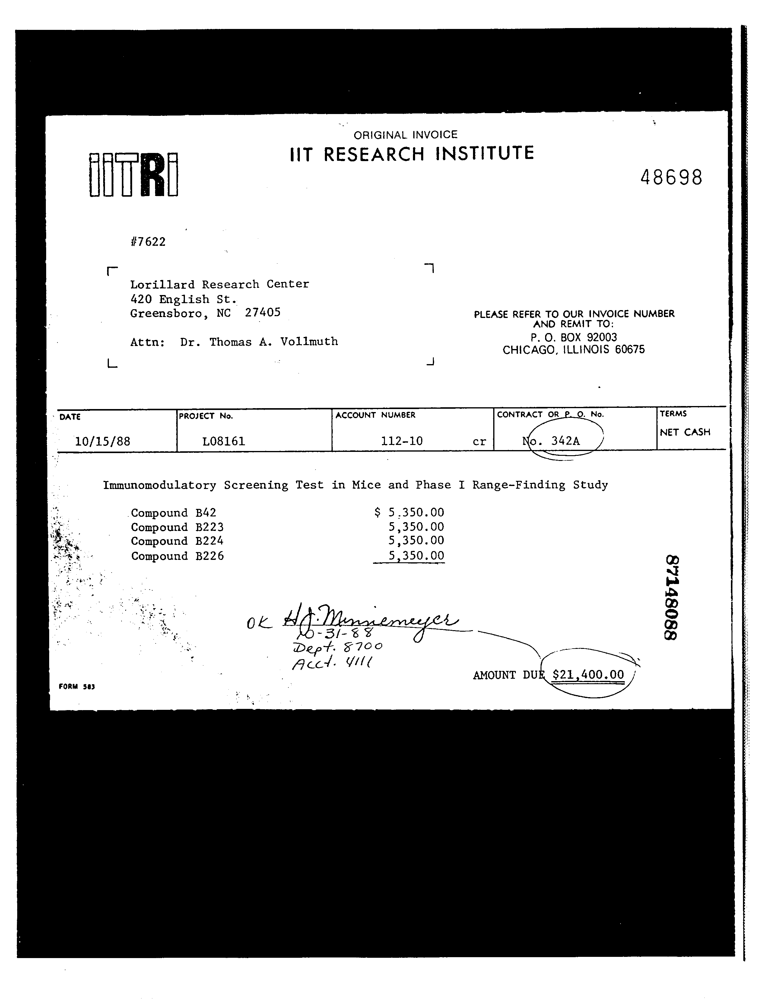 ORIGINAL INVOICE
IIT RESEARCH INSTITUTE
IITRI
48698
#7622
Lorillard Research Center
420 English St.
Greensboro, NC 27405
Attn: Dr. Thomas A. Vollmuth
PLEASE REFER TO OUR INVOICE NUMBER
AND REMIT TO:
P. O. BOX 92003
CHICAGO, ILLINOIS 60675
DATE PROJECT No. ACCOUNT NUMBER CONTRACT OR P. O. No. TERMS
10/15/88 L08161 112-10 cr No. 342A NET CASH
Immunomodulatory Screening Test in Mice and Phase I Range-Finding Study
Compound B42 $ 5,350.00
Compound B223 5,350.00
Compound B224 5,350.00
Compound B226 5,350.00
OK H.J. Minnemeyer
10-31-88
Dept. 8700
Acct. 4111
AMOUNT DUE $21,400.00
FORM 583
87148088